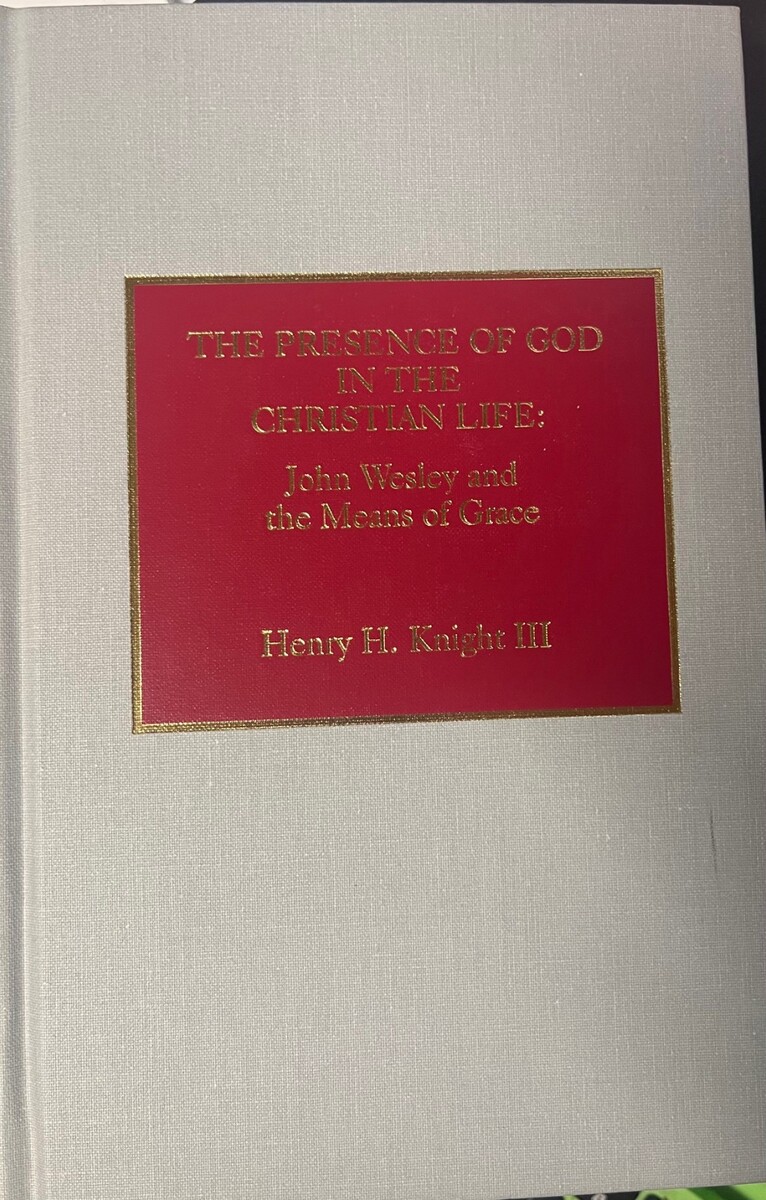 THE PRESENCE OF GOD
IN THE
CHRISTIAN LIFE:
John Wesley and
the Means of Grace
Henry H. Knight III